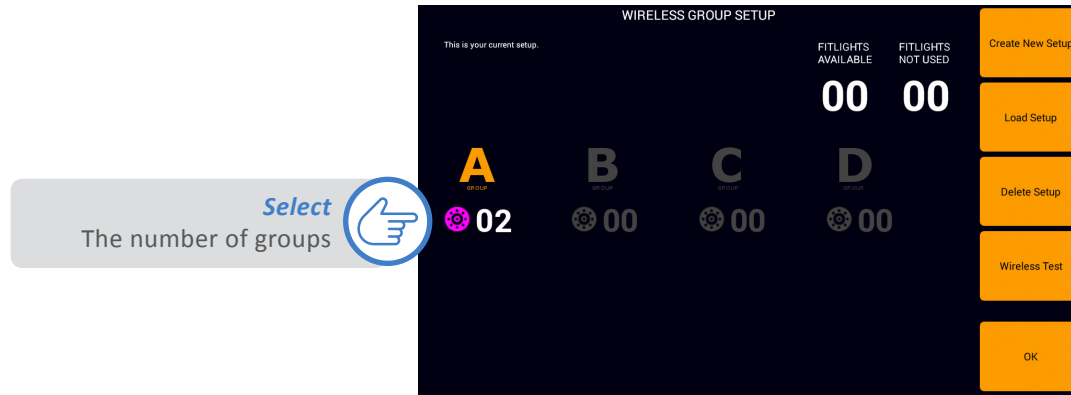 WIRELESS GROUP SETUP
This is your current setup.
FITLIGHTS
AVAILABLE
00
FITLIGHTS
NOT USED
00
A
GROUP
02
B
GROUP
00
C
GROUP
00
D
GROUP
00
Select
The number of groups
Create New Setup
Load Setup
Delete Setup
Wireless Test
OK